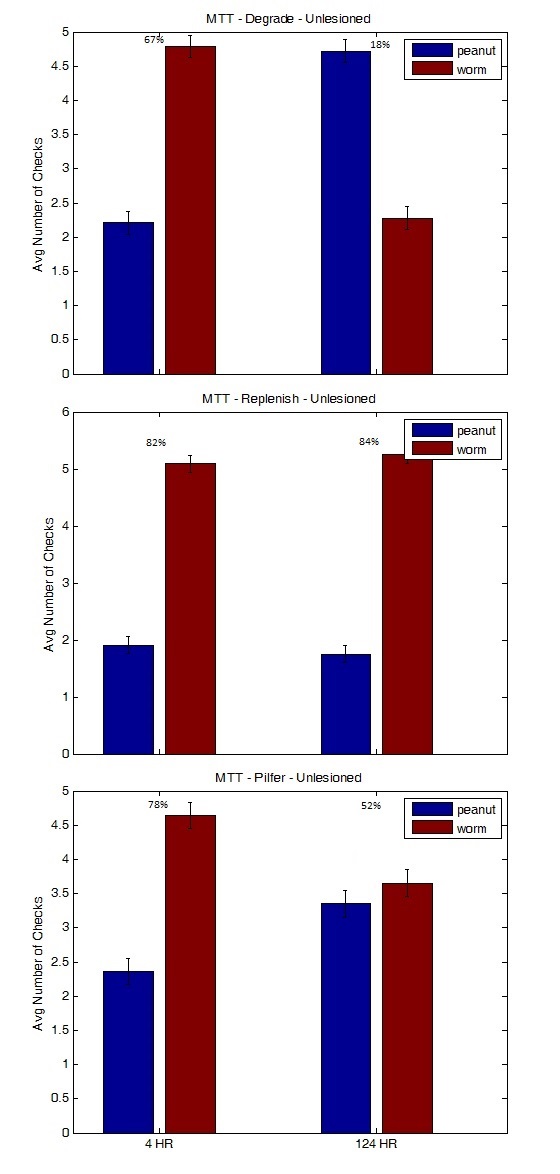 MTT - Degrade - Unlesioned
67%
18%
peanut
worm
Avg Number of Checks
5
4.5
4
3.5
3
2.5
2
1.5
1
0.5
0
MTT - Replenish - Unlesioned
82%
84%
peanut
worm
Avg Number of Checks
6
5
4
3
2
1
0
MTT - Pilfer - Unlesioned
78%
52%
peanut
worm
Avg Number of Checks
5
4.5
4
3.5
3
2.5
2
1.5
1
0.5
0
4 HR
124 HR